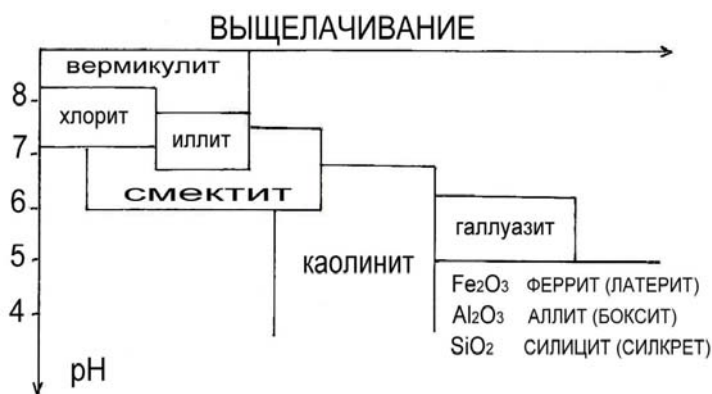 ВЫЩЕЛАЧИВАНИЕ
вермикулит
8
хлорит
иллит
7
смектит
6
галлуазит
5
каолинит
Fe2O3 ФЕРРИТ (ЛАТЕРИТ)
4
Al2O3 АЛЛИТ (БОКСИТ)
SiO2 СИЛИЦИТ (СИЛКРЕТ)
pH